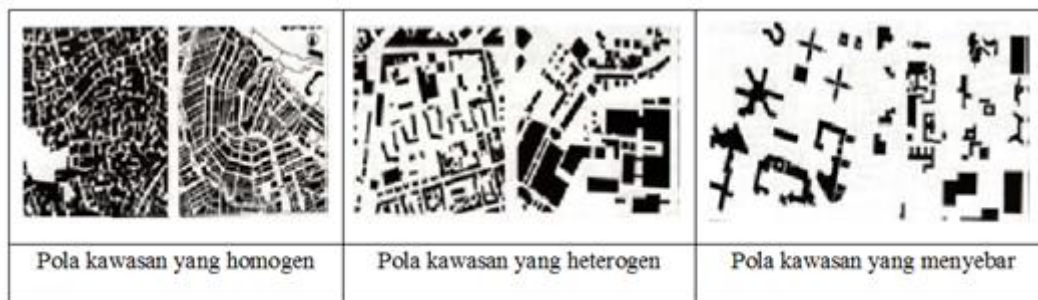 Pola kawasan yang homogen
Pola kawasan yang heterogen
Pola kawasan yang menyebar